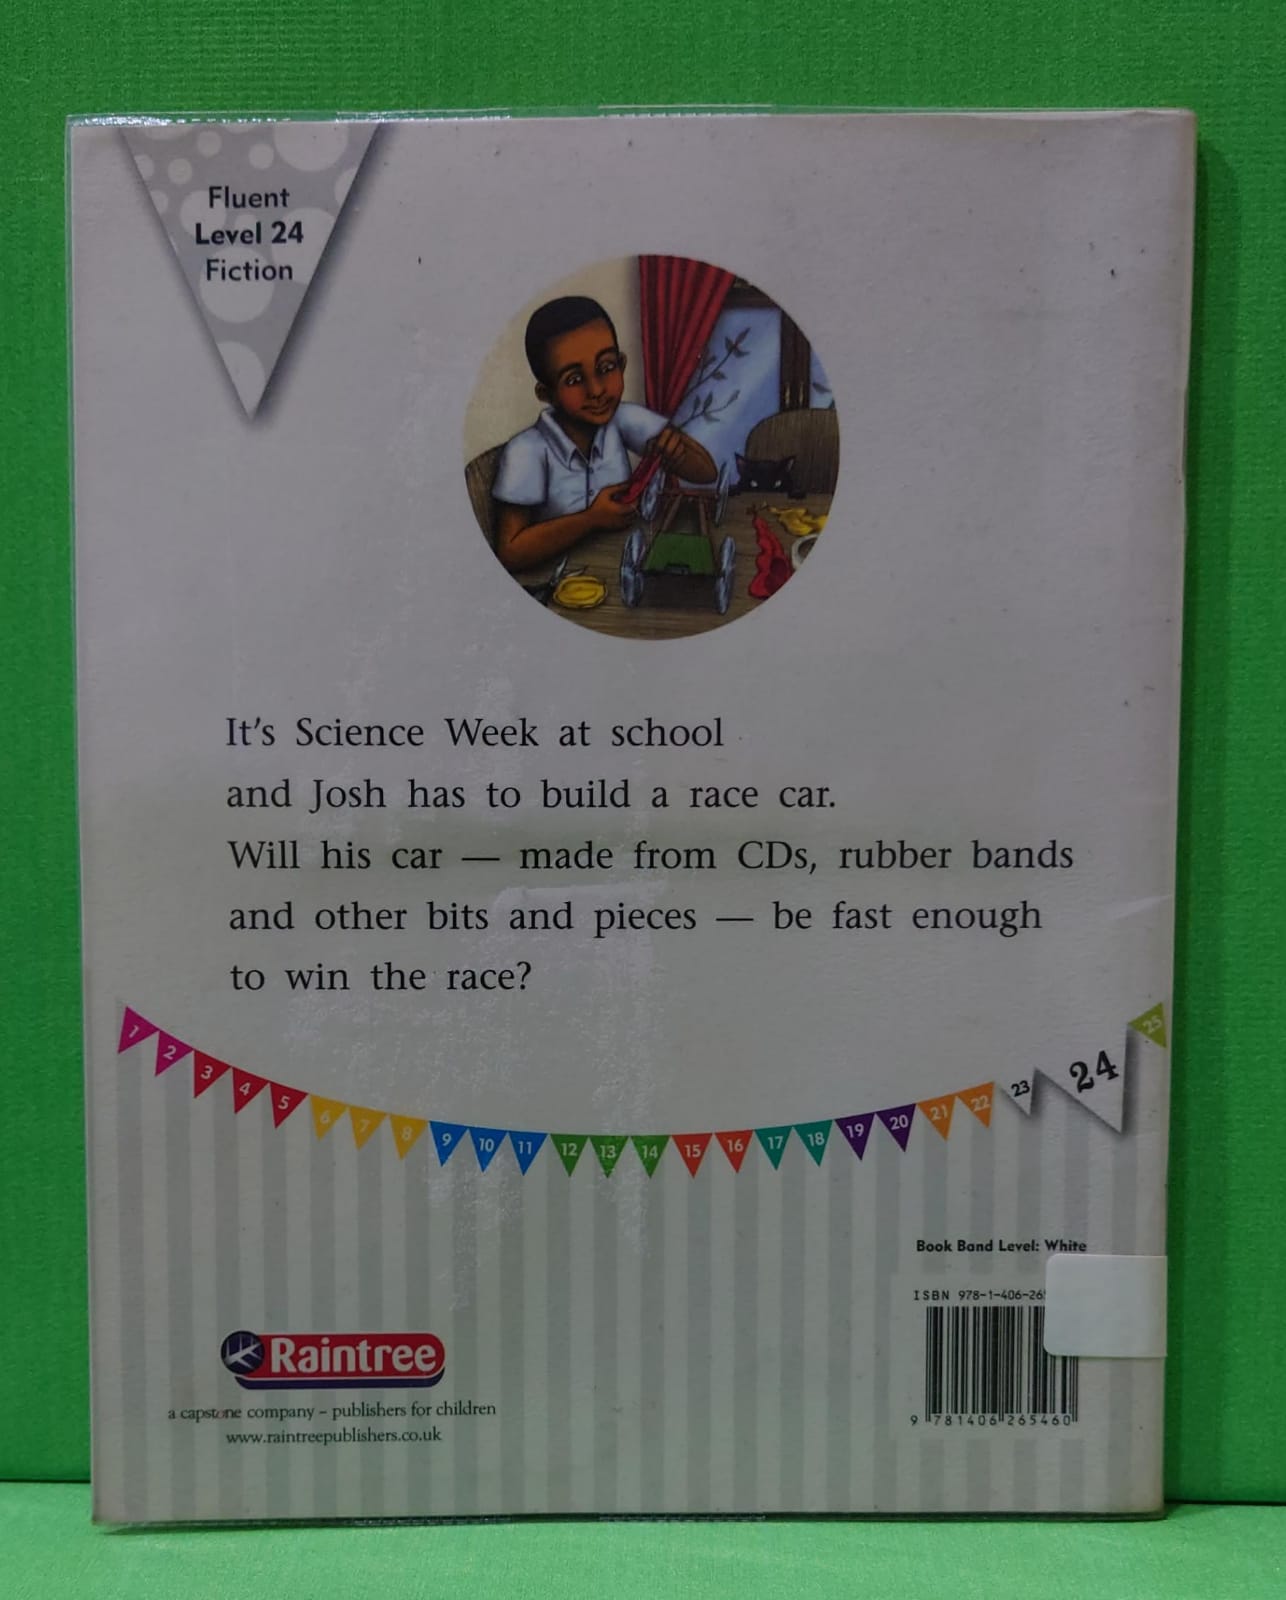 Fluent
Level 24
Fiction
It's Science Week at school
and Josh has to build a race car.
Will his car — made from CDs, rubber bands
and other bits and pieces — be fast enough
to win the race?
1 2 3 4 5 6 7 8 9 10 11 12 13 14 15 16 17 18 19 20 21 22 23 24 25
Book Band Level: White
ISBN 978-1-406-26
9 781406 265460
Raintree
a capstone company – publishers for children
www.raintreepublishers.co.uk